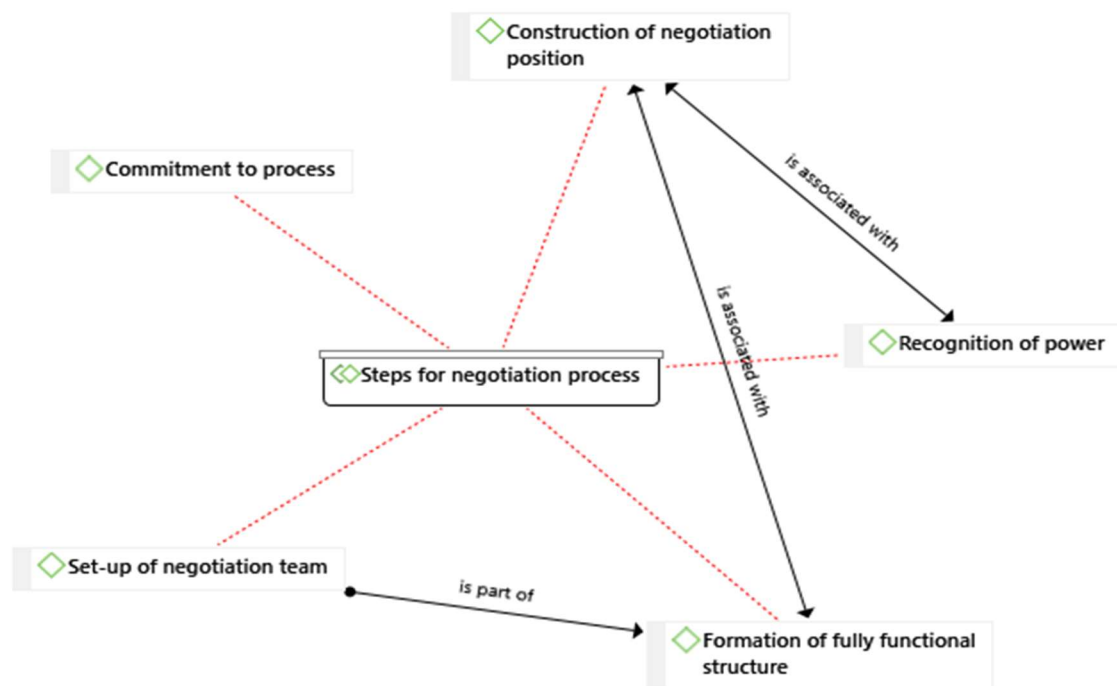 Construction of negotiation
position
Commitment to process
is associated with
is associated with
Recognition of power
Steps for negotiation process
Set-up of negotiation team
is part of
Formation of fully functional
structure